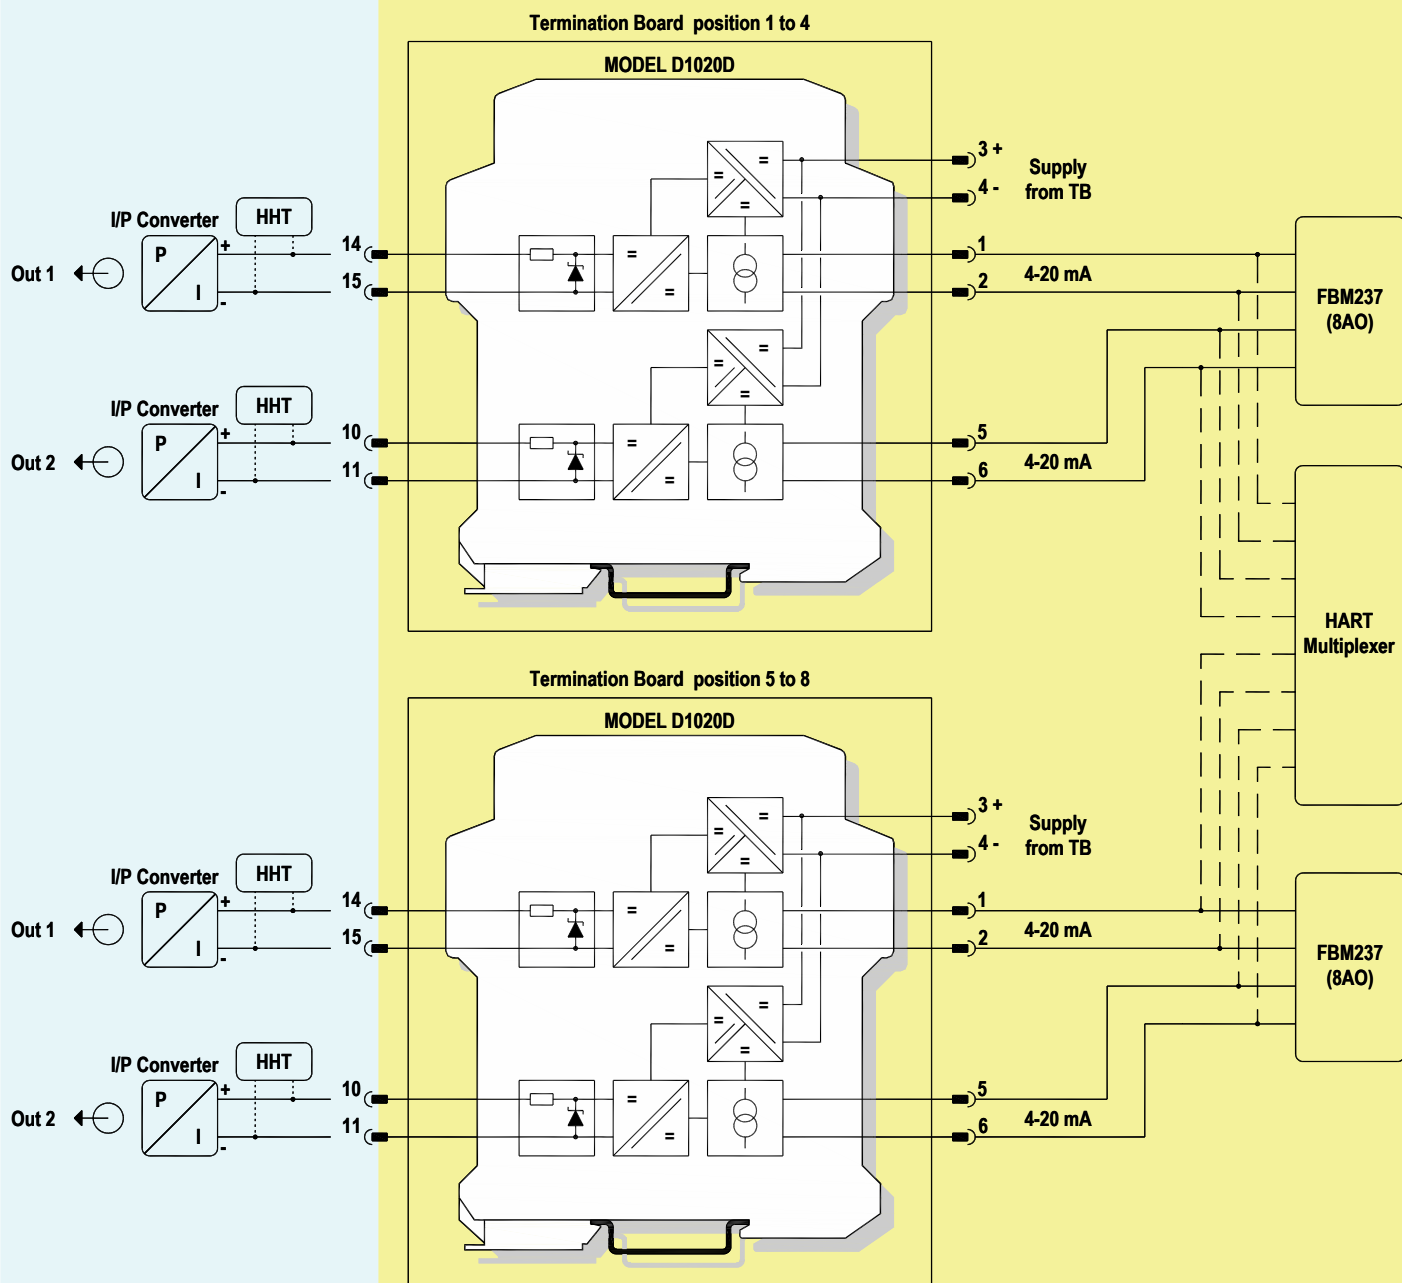 Termination Board position 1 to 4
MODEL D1020D
3 +
4 -
Supply
from TB
I/P Converter
HHT
P
I
+
-
Out 1
14
15
1
2
4-20 mA
FBM237
(8AO)
I/P Converter
HHT
P
I
+
-
Out 2
10
11
5
6
4-20 mA
HART
Multiplexer
Termination Board position 5 to 8
MODEL D1020D
3 +
4 -
Supply
from TB
I/P Converter
HHT
P
I
+
-
Out 1
14
15
1
2
4-20 mA
FBM237
(8AO)
I/P Converter
HHT
P
I
+
-
Out 2
10
11
5
6
4-20 mA